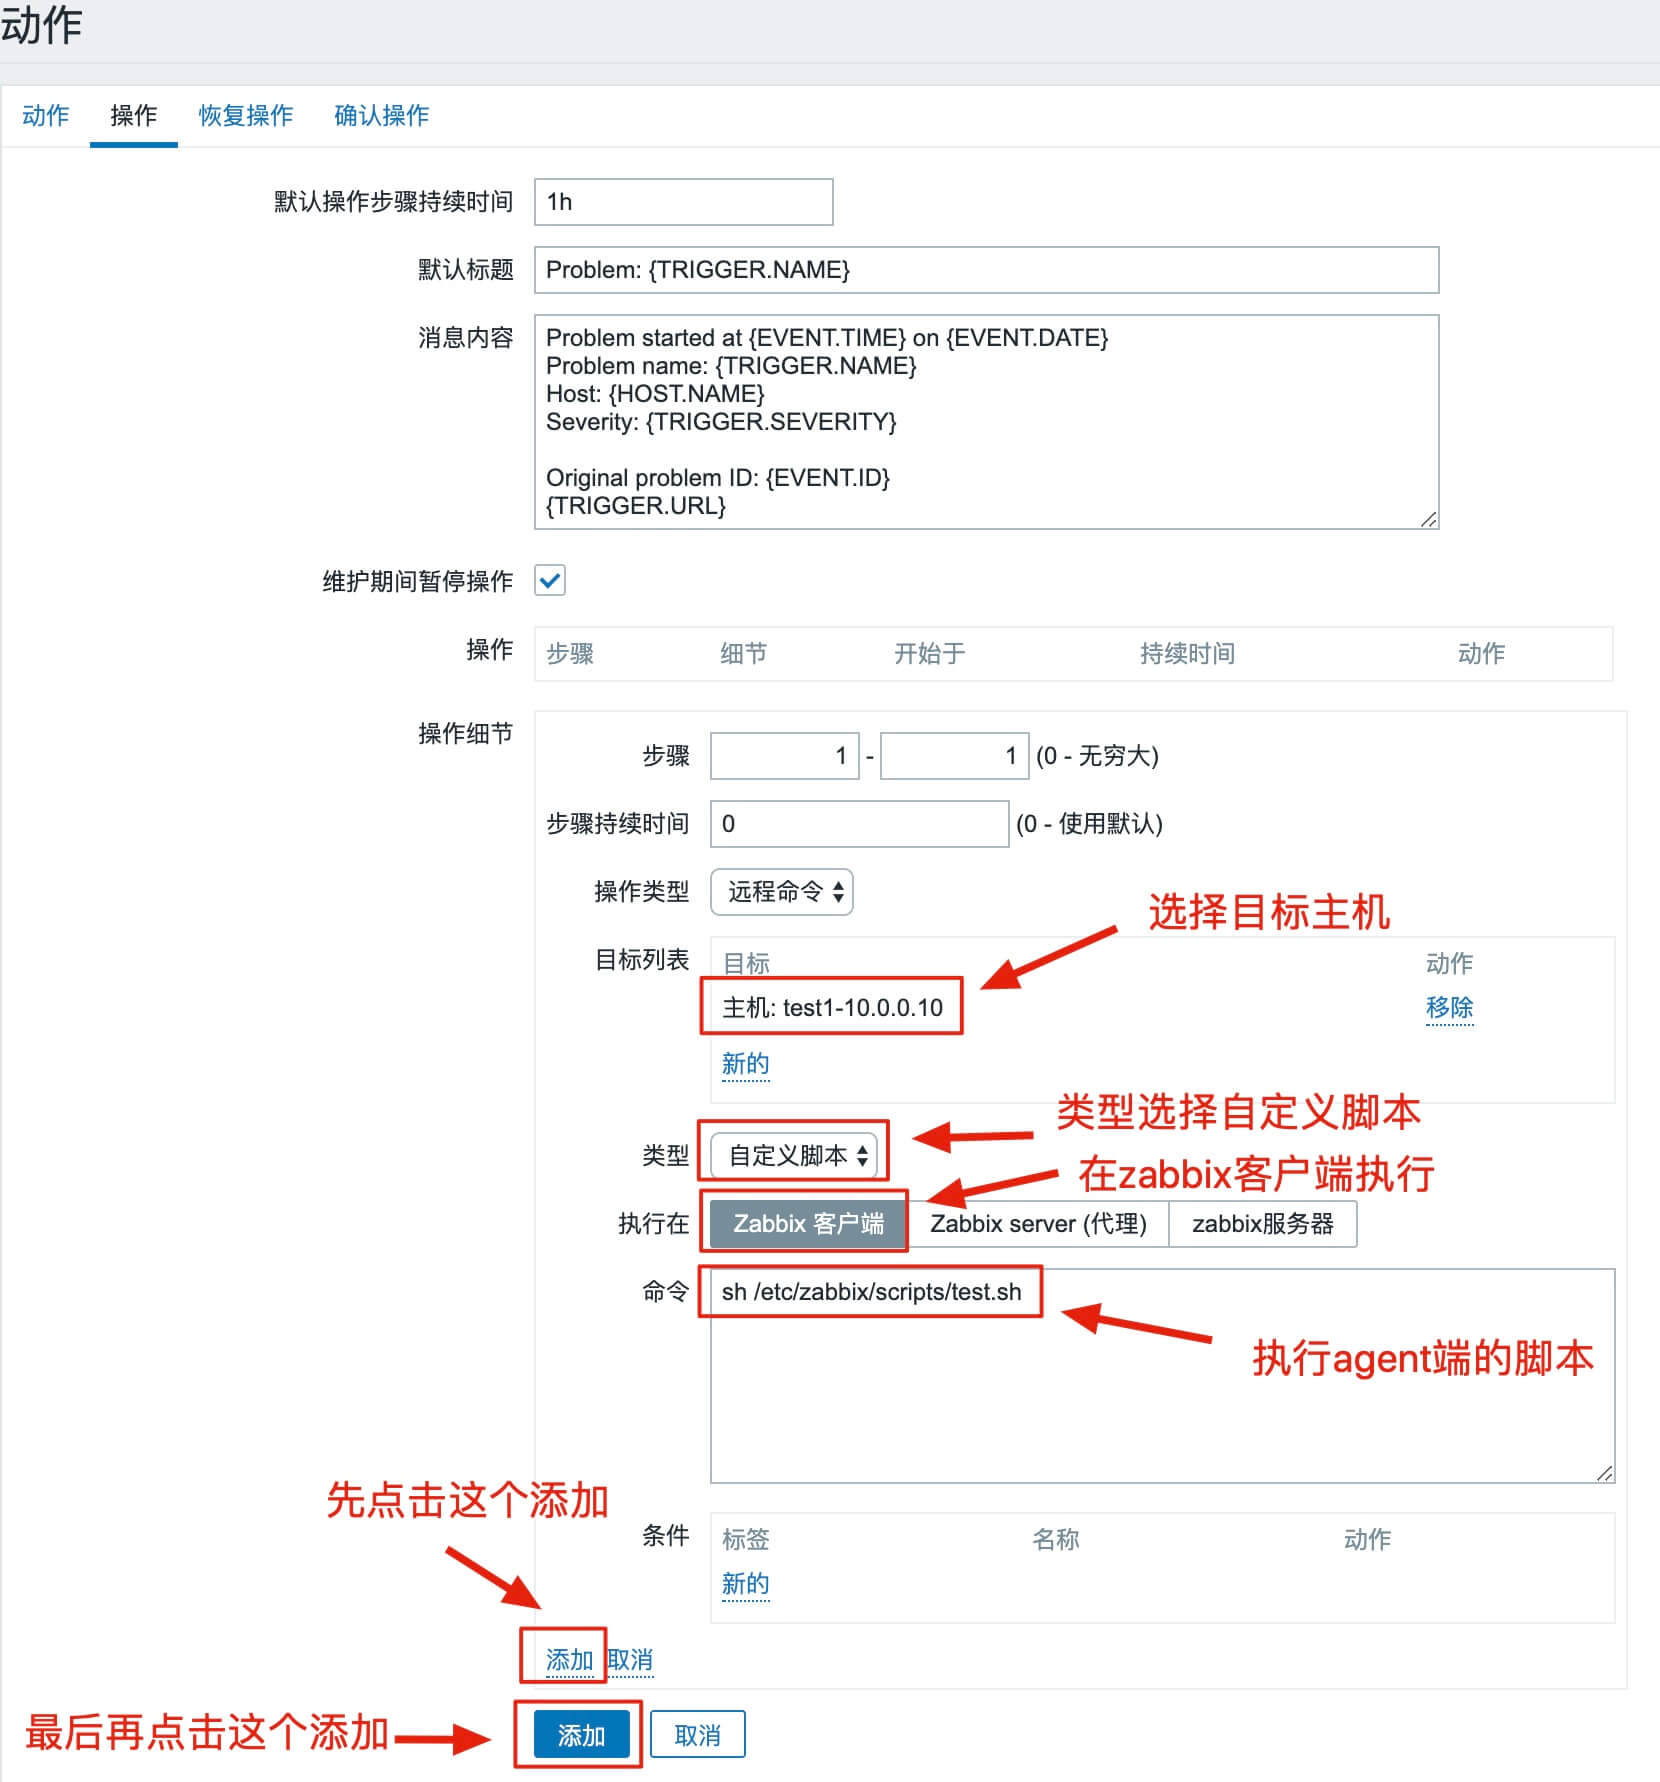 动作
动作 操作 恢复操作 确认操作
默认操作步骤持续时间 1h
默认标题 Problem: {TRIGGER.NAME}
消息内容 Problem started at {EVENT.TIME} on {EVENT.DATE}
Problem name: {TRIGGER.NAME}
Host: {HOST.NAME}
Severity: {TRIGGER.SEVERITY}
Original problem ID: {EVENT.ID}
{TRIGGER.URL}
维护期间暂停操作
操作 步骤 细节 开始于 持续时间 动作
操作细节
步骤 1 - 1 (0 - 无穷大)
步骤持续时间 0 (0 - 使用默认)
操作类型 远程命令
选择目标主机
目标列表 目标 动作
主机: test1-10.0.0.10 移除
新的
类型选择自定义脚本
类型 自定义脚本
在zabbix客户端执行
执行在 Zabbix 客户端 Zabbix server (代理) zabbix服务器
命令 sh /etc/zabbix/scripts/test.sh
执行agent端的脚本
先点击这个添加
条件 标签 名称 动作
新的
添加 取消
最后再点击这个添加 添加 取消